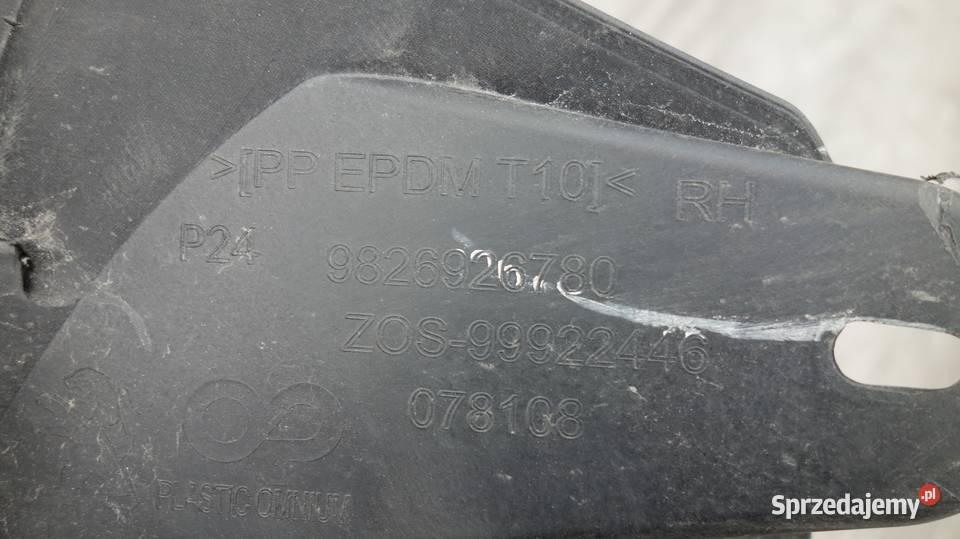 >[PP EPDM T10]< RH
P24 9826926780
ZOS-99922446
078108
PLASTIC OMNIUM
Sprzedajemy.pl